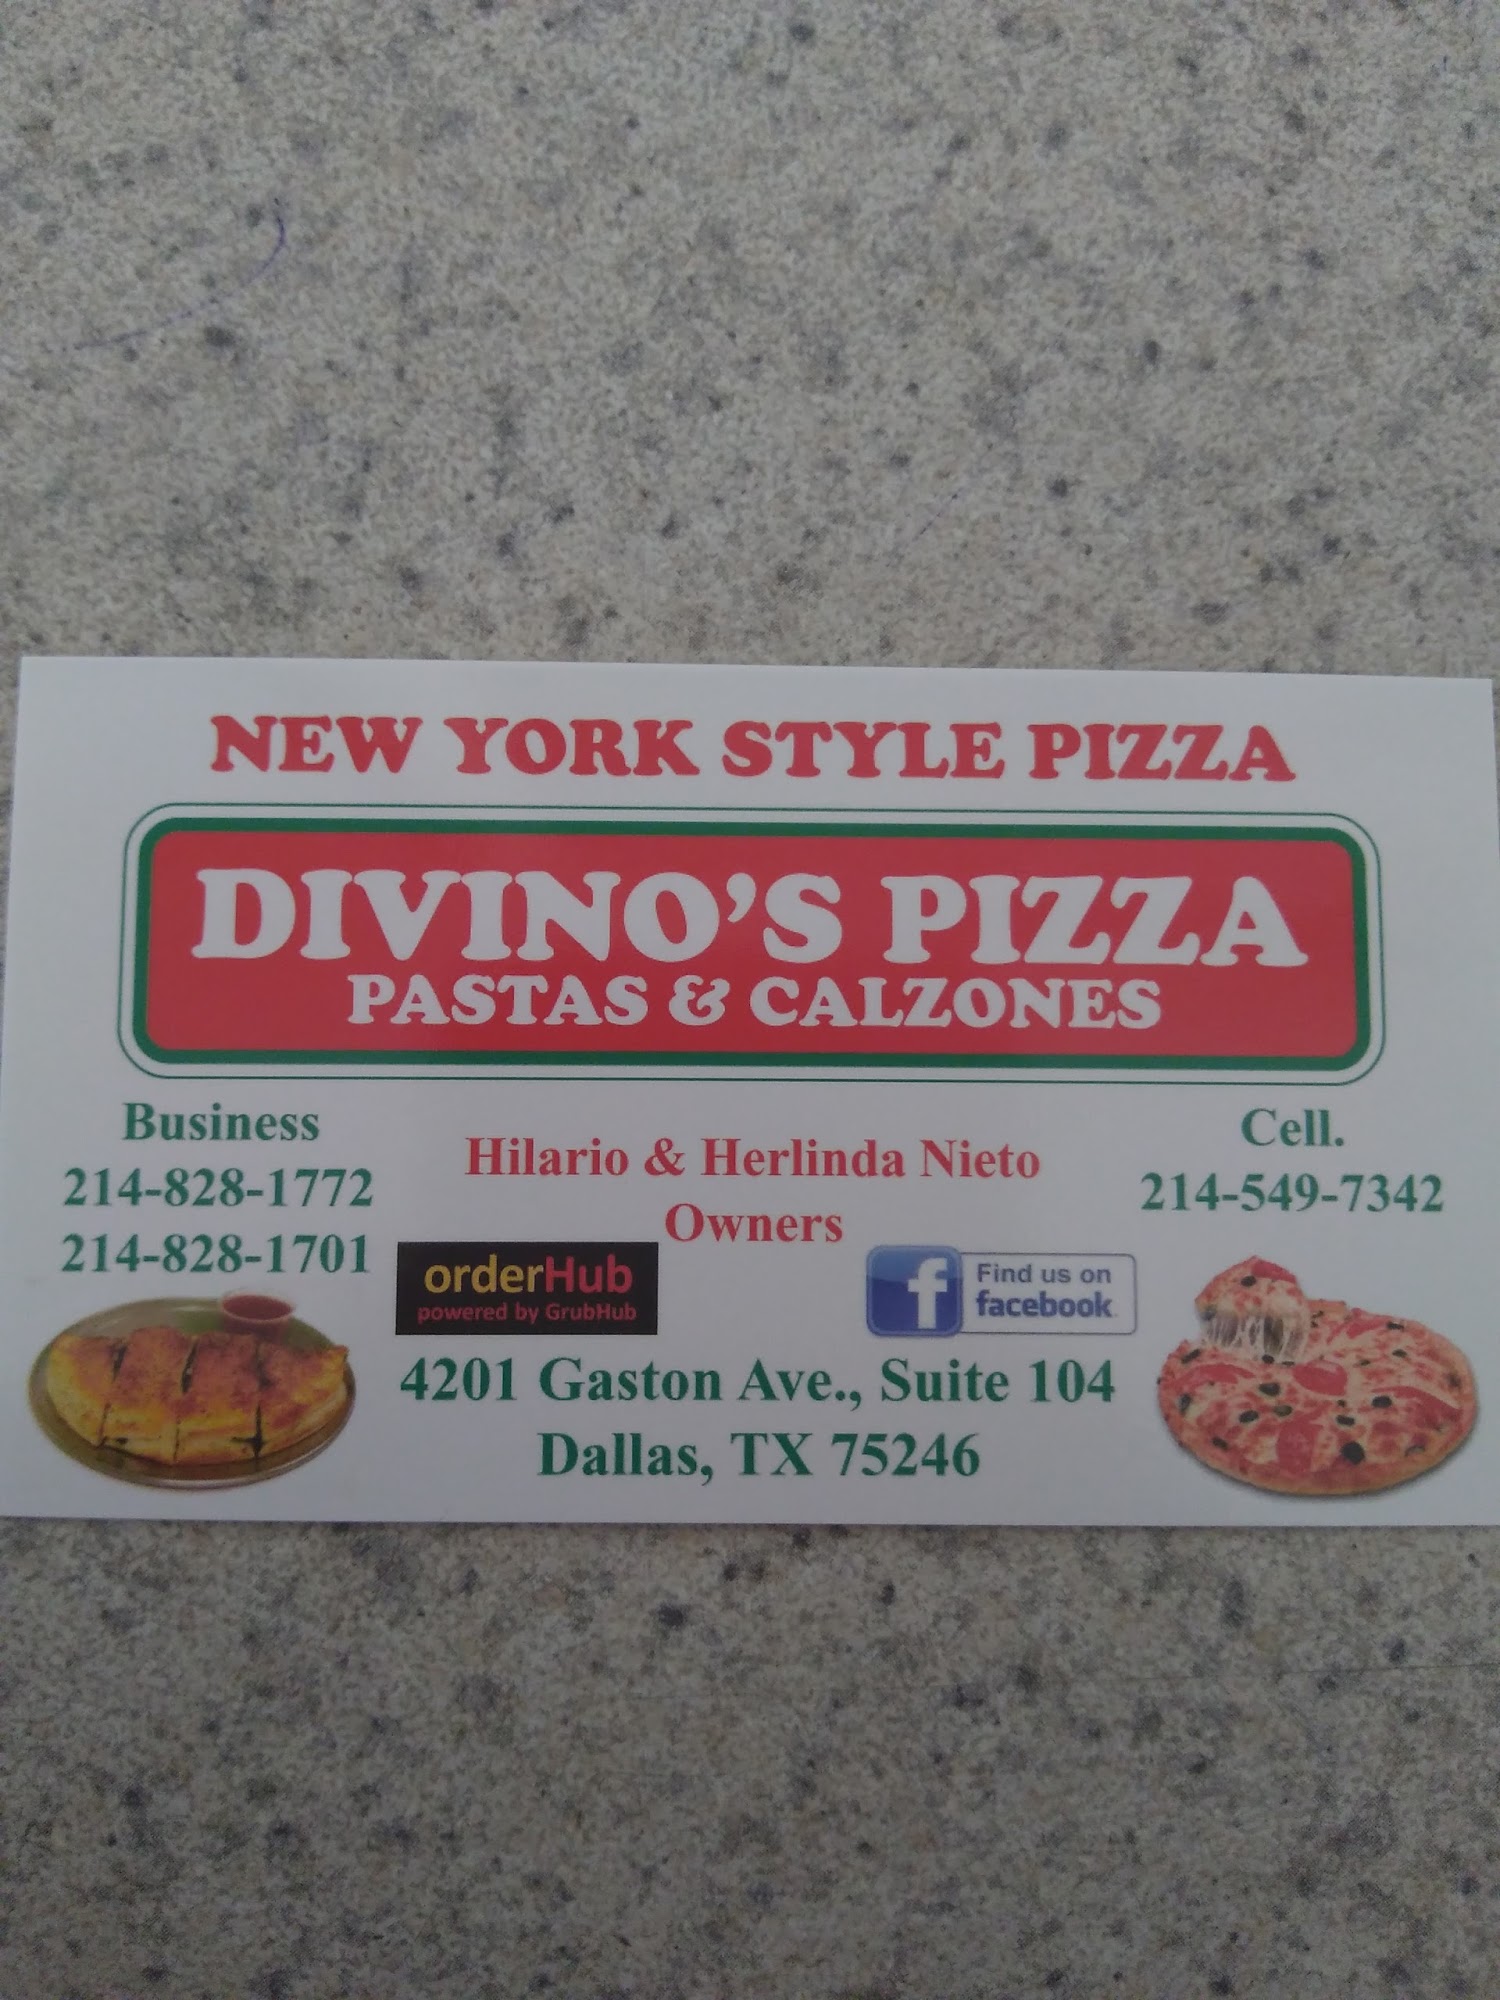 NEW YORK STYLE PIZZA
DIVINO'S PIZZA
PASTAS & CALZONES
Business
214-828-1772
214-828-1701
Hilario & Herlinda Nieto
Owners
Cell.
214-549-7342
orderHub
powered by GrubHub
f
Find us on
facebook
4201 Gaston Ave., Suite 104
Dallas, TX 75246